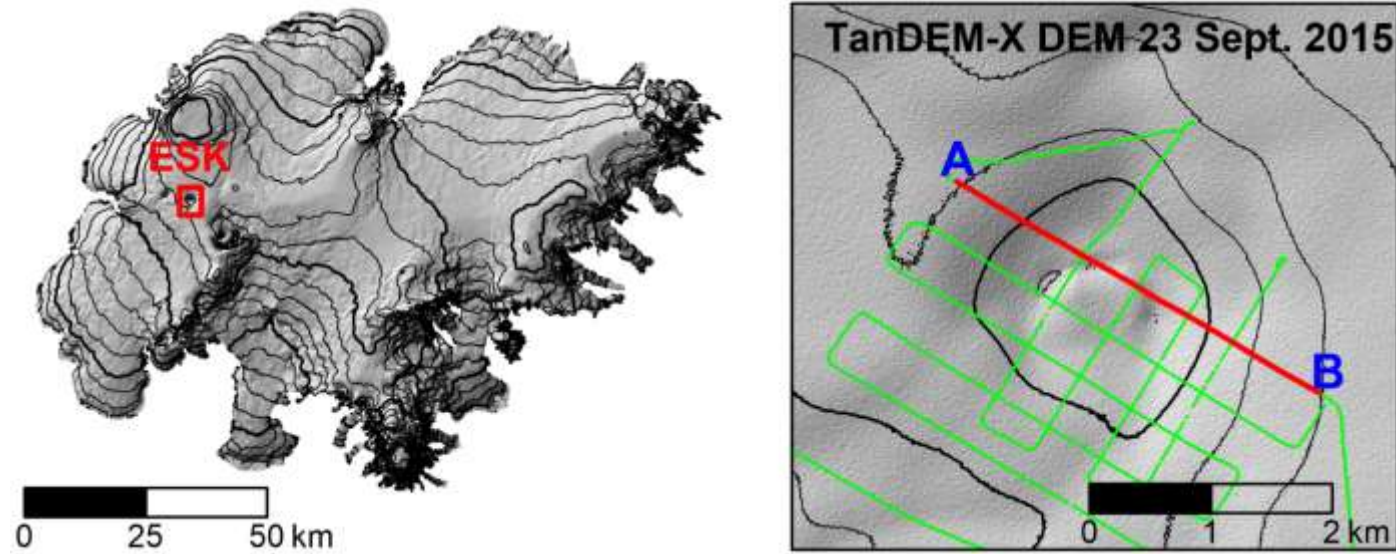 ESK
0 25 50 km
TanDEM-X DEM 23 Sept. 2015
A
B
0 1 2 km